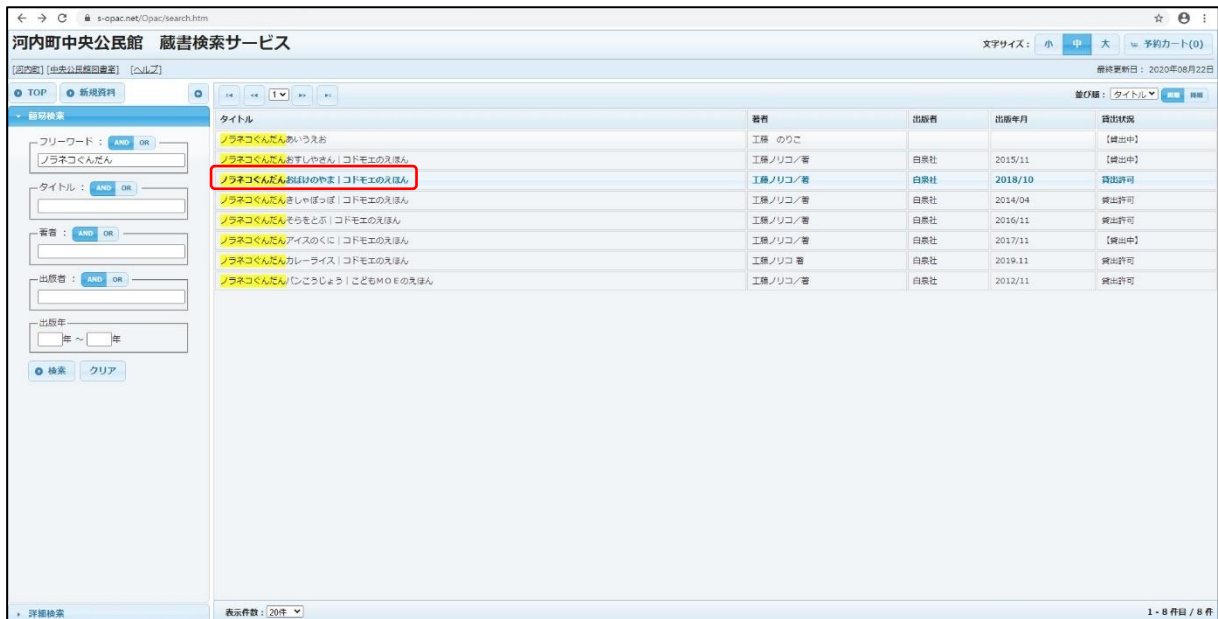 s-opac.net/Opac/search.htm
河内町中央公民館 蔵書検索サービス
文字サイズ： 小 中 大 予約カート(0)
[河内町] [中央公民館図書室] [ヘルプ]
最終更新日： 2020年08月22日
TOP 新規資料
1
並び順： タイトル
簡易検索
タイトル 著者 出版者 出版年月 貸出状況
フリーワード： AND OR
ノラネコぐんだん
タイトル： AND OR
著者： AND OR
出版者： AND OR
出版年
年 ～ 年
検索 クリア
ノラネコぐんだんあいうえお 工藤 のりこ 【貸出中】
ノラネコぐんだんおすしやさん｜コドモエのえほん 工藤ノリコ／著 白泉社 2015/11 【貸出中】
ノラネコぐんだんおばけのやま｜コドモエのえほん 工藤ノリコ／著 白泉社 2018/10 貸出許可
ノラネコぐんだんきしゃぽっぽ｜コドモエのえほん 工藤ノリコ／著 白泉社 2014/04 貸出許可
ノラネコぐんだんそらをとぶ｜コドモエのえほん 工藤ノリコ／著 白泉社 2016/11 貸出許可
ノラネコぐんだんアイスのくに｜コドモエのえほん 工藤ノリコ／著 白泉社 2017/11 【貸出中】
ノラネコぐんだんカレーライス｜コドモエのえほん 工藤ノリコ 著 白泉社 2019.11 貸出許可
ノラネコぐんだんパンこうじょう｜こどもＭＯＥのえほん 工藤ノリコ／著 白泉社 2012/11 貸出許可
詳細検索
表示件数： 20件
1 - 8 件目 / 8 件